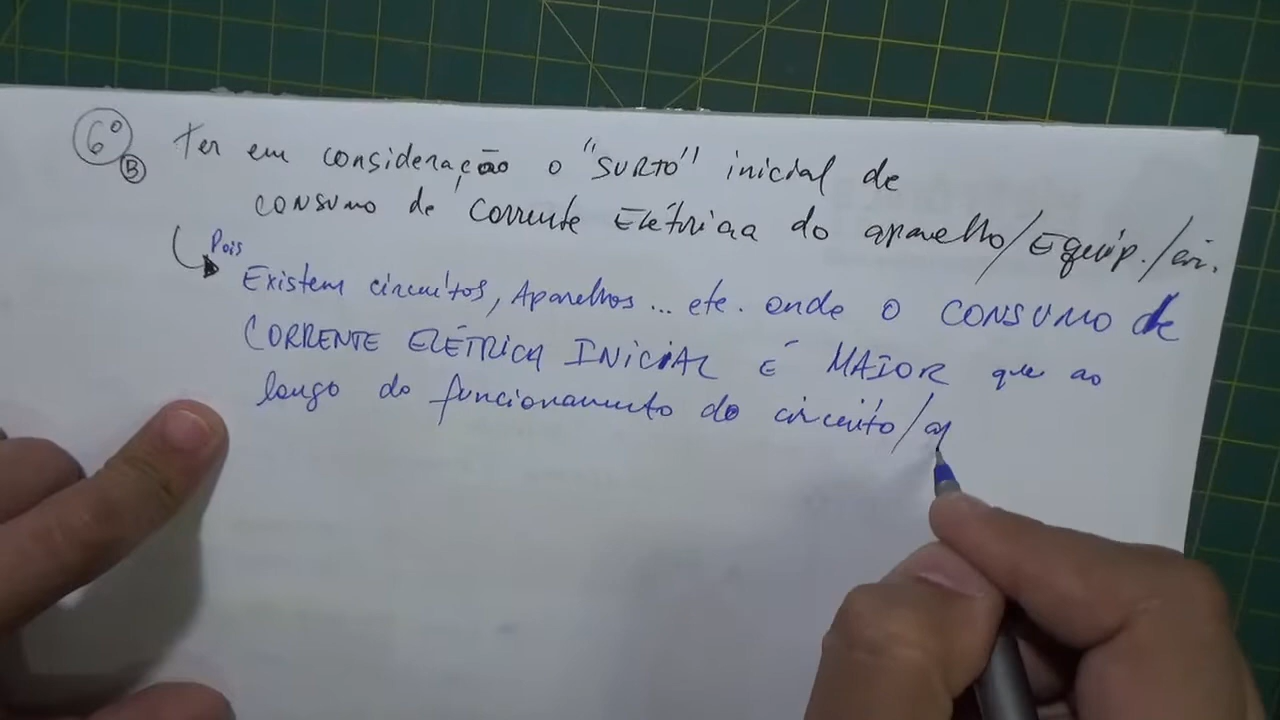 6º B Ter em consideração o "SURTO" inicial de
consumo de corrente Elétrica do aparelho/Equip./cir.
Pois
Existem circuitos, Aparelhos... etc. onde o CONSUMO de
CORRENTE ELÉTRICA INICIAL É MAIOR que ao
longo do funcionamento do circuito/ap